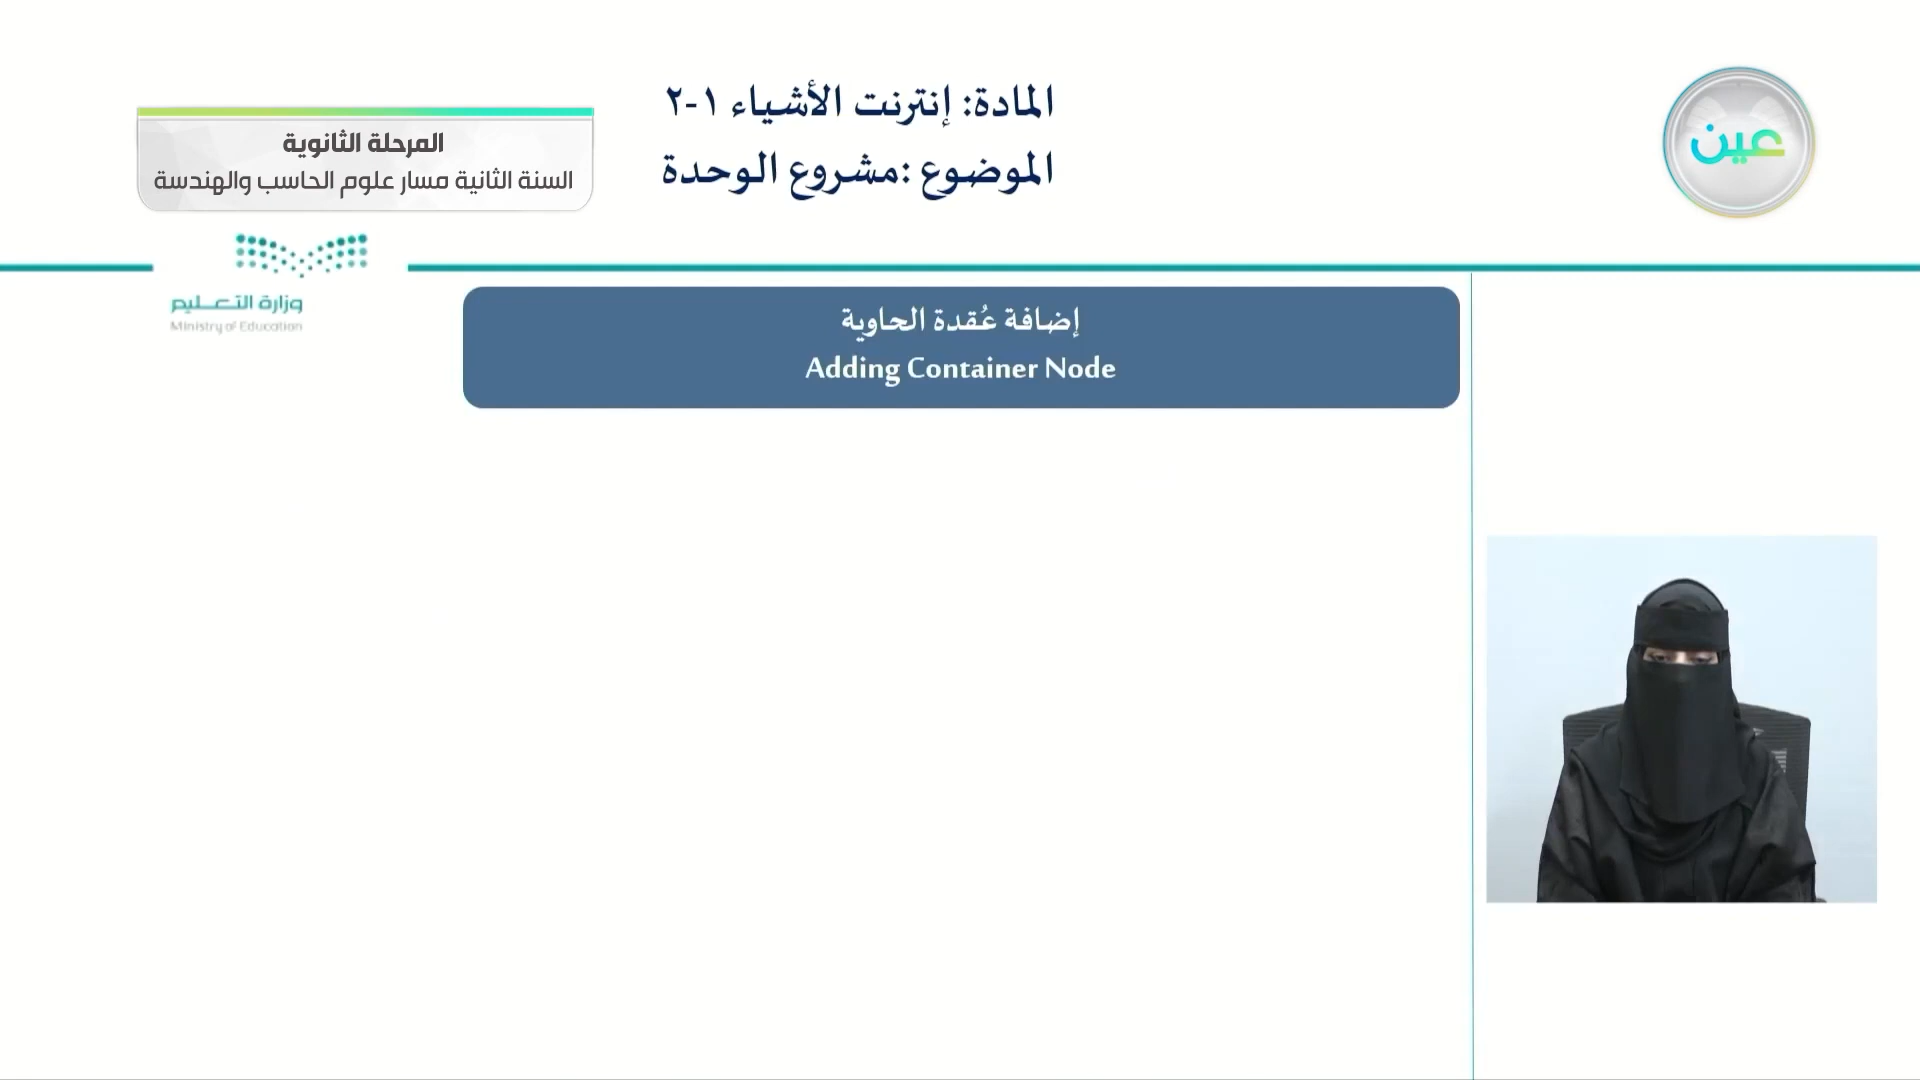 المادة: إنترنت الأشياء ١-٢
الموضوع :مشروع الوحدة
عين
المرحلة الثانوية
السنة الثانية مسار علوم الحاسب والهندسة
وزارة التعليم
Ministry of Education
إضافة عُقدة الحاوية
Adding Container Node